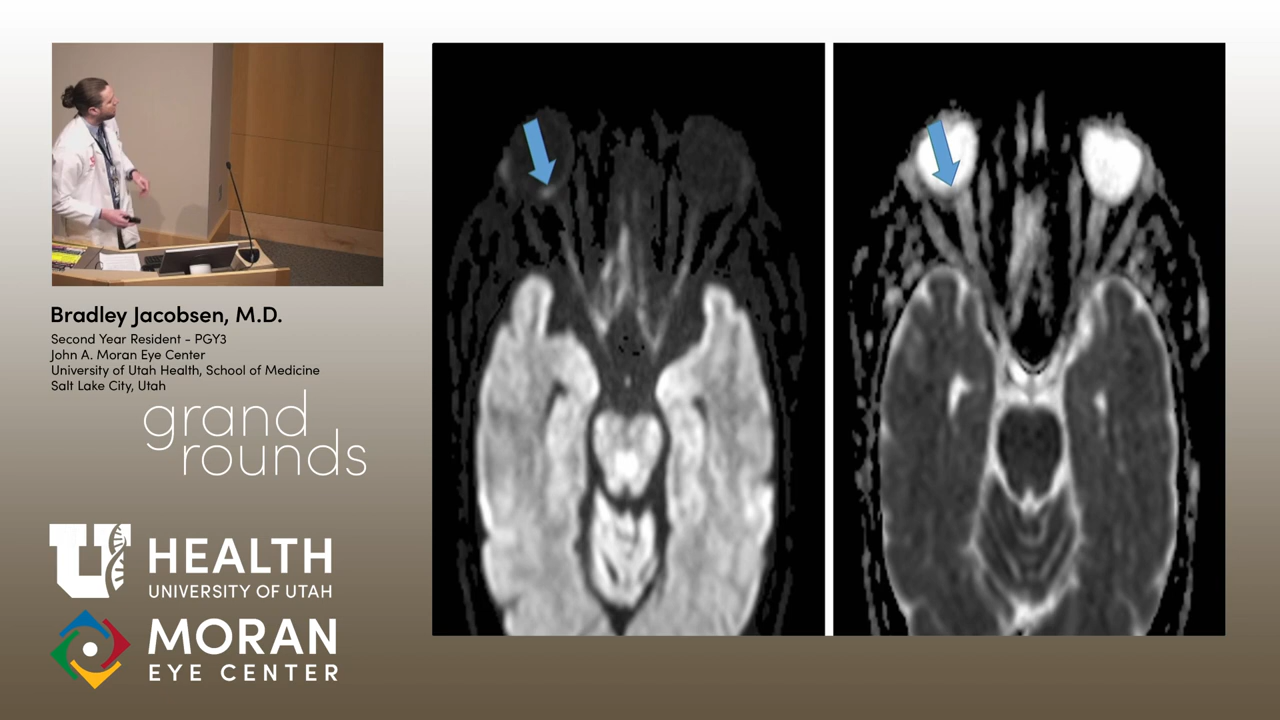 Bradley Jacobsen, M.D.
Second Year Resident - PGY3
John A. Moran Eye Center
University of Utah Health, School of Medicine
Salt Lake City, Utah
grand
rounds
U HEALTH
UNIVERSITY OF UTAH
MORAN
EYE CENTER